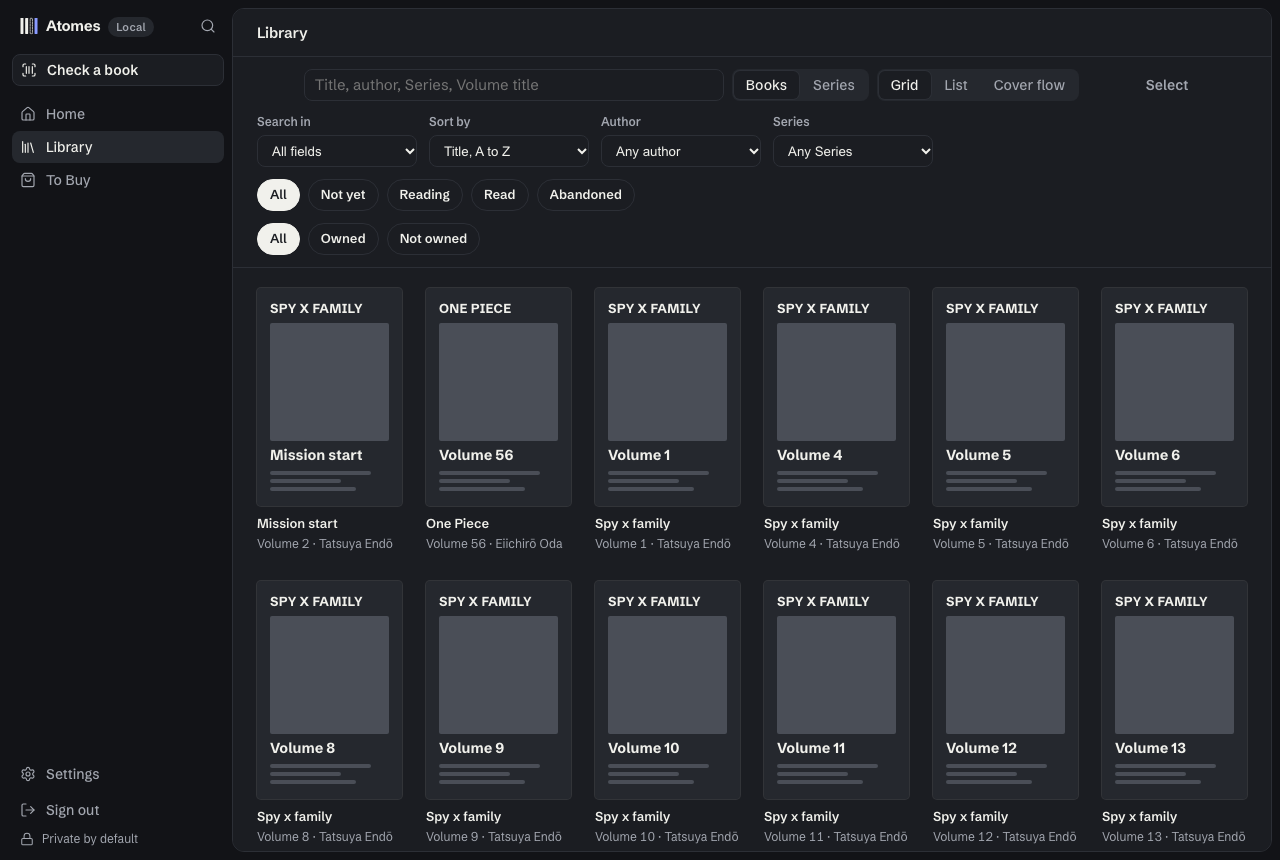 Atomes Local
Check a book
Home
Library
To Buy
Settings
Sign out
Private by default
Library
Title, author, Series, Volume title
Books Series
Grid List Cover flow
Select
Search in Sort by Author Series
All fields Title, A to Z Any author Any Series
All Not yet Reading Read Abandoned
All Owned Not owned
SPY X FAMILY ONE PIECE SPY X FAMILY SPY X FAMILY SPY X FAMILY SPY X FAMILY
Mission start Volume 56 Volume 1 Volume 4 Volume 5 Volume 6
Mission start One Piece Spy x family Spy x family Spy x family Spy x family
Volume 2 · Tatsuya Endō Volume 56 · Eiichirō Oda Volume 1 · Tatsuya Endō Volume 4 · Tatsuya Endō Volume 5 · Tatsuya Endō Volume 6 · Tatsuya Endō
SPY X FAMILY SPY X FAMILY SPY X FAMILY SPY X FAMILY SPY X FAMILY SPY X FAMILY
Volume 8 Volume 9 Volume 10 Volume 11 Volume 12 Volume 13
Spy x family Spy x family Spy x family Spy x family Spy x family Spy x family
Volume 8 · Tatsuya Endō Volume 9 · Tatsuya Endō Volume 10 · Tatsuya Endō Volume 11 · Tatsuya Endō Volume 12 · Tatsuya Endō Volume 13 · Tatsuya Endō